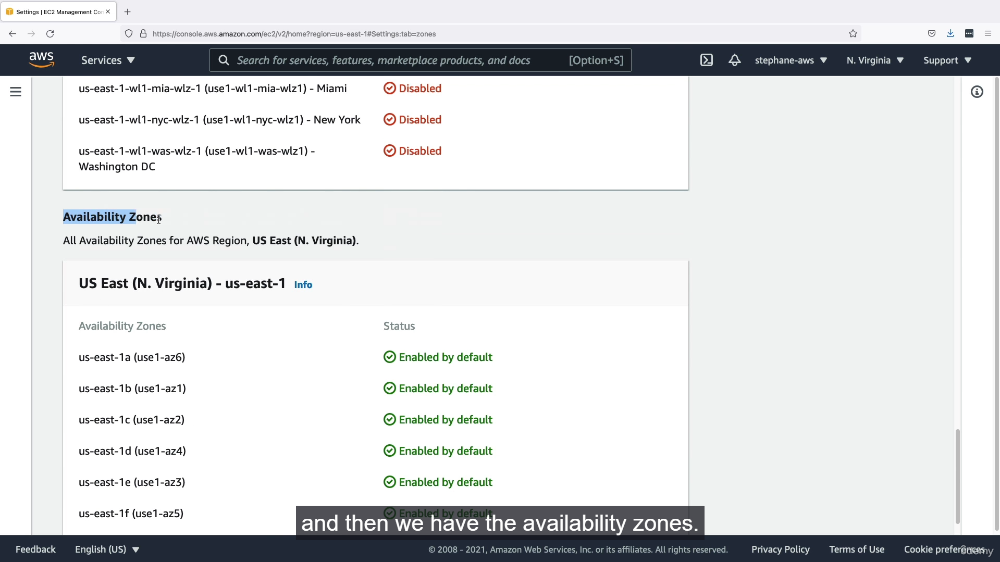 Settings | EC2 Management Con
https://console.aws.amazon.com/ec2/v2/home?region=us-east-1#Settings:tab=zones
aws
Services
Search for services, features, marketplace products, and docs
[Option+S]
stephane-aws
N. Virginia
Support
us-east-1-wl1-mia-wlz-1 (use1-wl1-mia-wlz1) - Miami
Disabled
us-east-1-wl1-nyc-wlz-1 (use1-wl1-nyc-wlz1) - New York
Disabled
us-east-1-wl1-was-wlz-1 (use1-wl1-was-wlz1) -
Washington DC
Disabled
Availability Zones
All Availability Zones for AWS Region, US East (N. Virginia).
US East (N. Virginia) - us-east-1 Info
Availability Zones
Status
us-east-1a (use1-az6)
Enabled by default
us-east-1b (use1-az1)
Enabled by default
us-east-1c (use1-az2)
Enabled by default
us-east-1d (use1-az4)
Enabled by default
us-east-1e (use1-az3)
Enabled by default
us-east-1f (use1-az5)
Enabled by default
and then we have the availability zones.
Feedback
English (US)
© 2008 - 2021, Amazon Web Services, Inc. or its affiliates. All rights reserved.
Privacy Policy
Terms of Use
Cookie preferences
Udemy